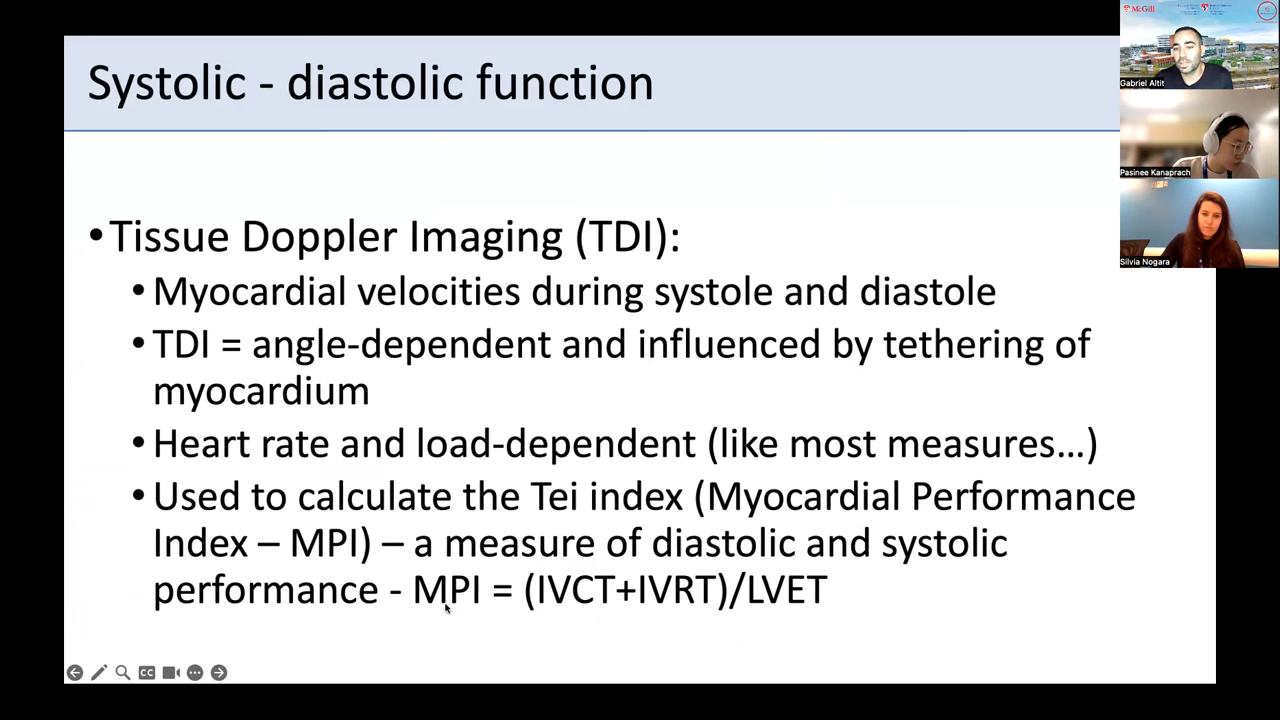 Systolic - diastolic function
•Tissue Doppler Imaging (TDI):
•Myocardial velocities during systole and diastole
•TDI = angle-dependent and influenced by tethering of
myocardium
•Heart rate and load-dependent (like most measures…)
•Used to calculate the Tei index (Myocardial Performance
Index – MPI) – a measure of diastolic and systolic
performance - MPI = (IVCT+IVRT)/LVET
McGill
Gabriel Altit
Pasinee Kanaprach
Silvia Nogara
CC